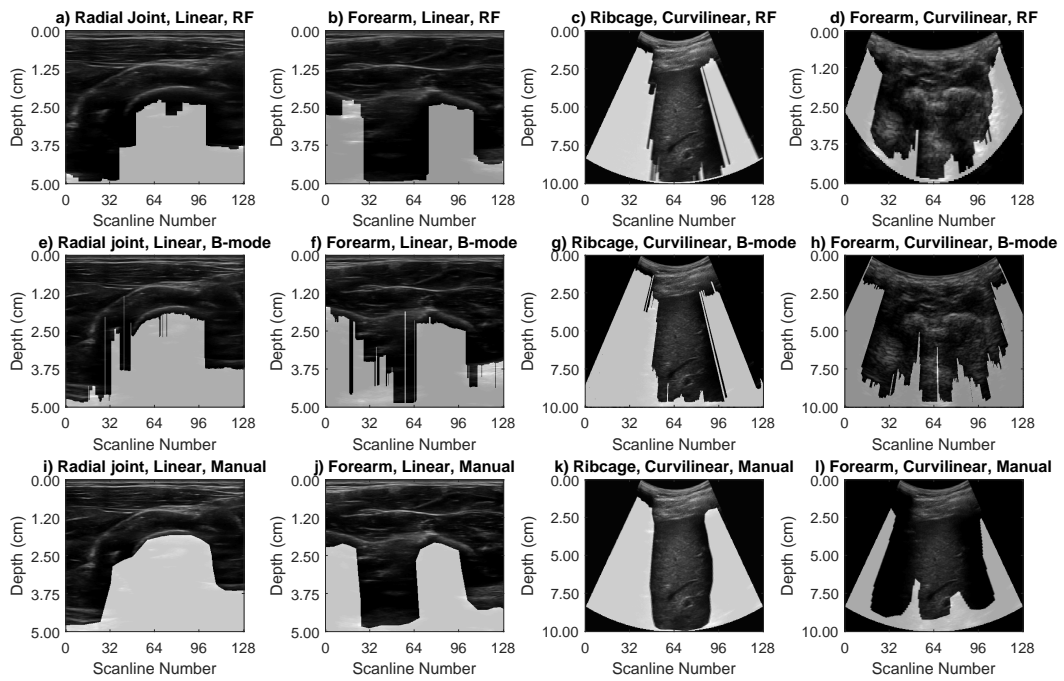 a) Radial Joint, Linear, RF
b) Forearm, Linear, RF
c) Ribcage, Curvilinear, RF
d) Forearm, Curvilinear, RF
Depth (cm)
0.00
1.25
2.50
3.75
5.00
0 32 64 96 128
Scanline Number
Depth (cm)
0.00
1.25
2.50
3.75
5.00
0 32 64 96 128
Scanline Number
Depth (cm)
0.00
2.50
5.00
7.50
10.00
0 32 64 96 128
Scanline Number
Depth (cm)
0.00
1.25
2.50
3.75
5.00
0 32 64 96 128
Scanline Number
e) Radial joint, Linear, B-mode
f) Forearm, Linear, B-mode
g) Ribcage, Curvilinear, B-mode
h) Forearm, Curvilinear, B-mode
Depth (cm)
0.00
1.20
2.50
3.75
5.00
0 32 64 96 128
Scanline Number
Depth (cm)
0.00
1.20
2.50
3.75
5.00
0 32 64 96 128
Scanline Number
Depth (cm)
0.00
2.50
5.00
7.50
10.00
0 32 64 96 128
Scanline Number
Depth (cm)
0.00
2.50
5.00
7.50
10.00
0 32 64 96 128
Scanline Number
i) Radial joint, Linear, Manual
j) Forearm, Linear, Manual
k) Ribcage, Curvilinear, Manual
l) Forearm, Curvilinear, Manual
Depth (cm)
0.00
1.20
2.50
3.75
5.00
0 32 64 96 128
Scanline Number
Depth (cm)
0.00
1.20
2.50
3.75
5.00
0 32 64 96 128
Scanline Number
Depth (cm)
0.00
2.50
5.00
7.50
10.00
0 32 64 96 128
Scanline Number
Depth (cm)
0.00
2.50
5.00
7.50
10.00
0 32 64 96 128
Scanline Number